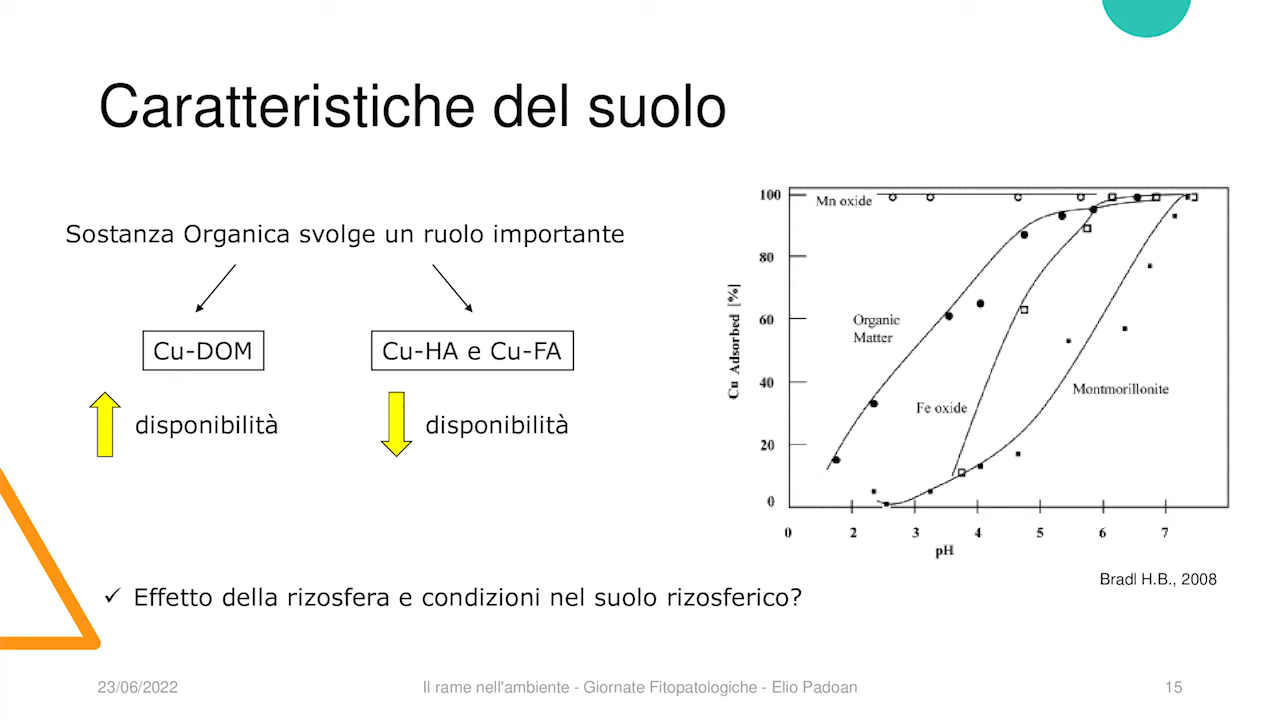 Caratteristiche del suolo
Sostanza Organica svolge un ruolo importante
Cu-DOM
Cu-HA e Cu-FA
disponibilità
disponibilità
✓ Effetto della rizosfera e condizioni nel suolo rizosferico?
Cu Adsorbed [%]
100
80
60
40
20
0
Mn oxide
Organic
Matter
Fe oxide
Montmorillonite
0 2 3 4 5 6 7
pH
Bradl H.B., 2008
23/06/2022
Il rame nell'ambiente - Giornate Fitopatologiche - Elio Padoan
15